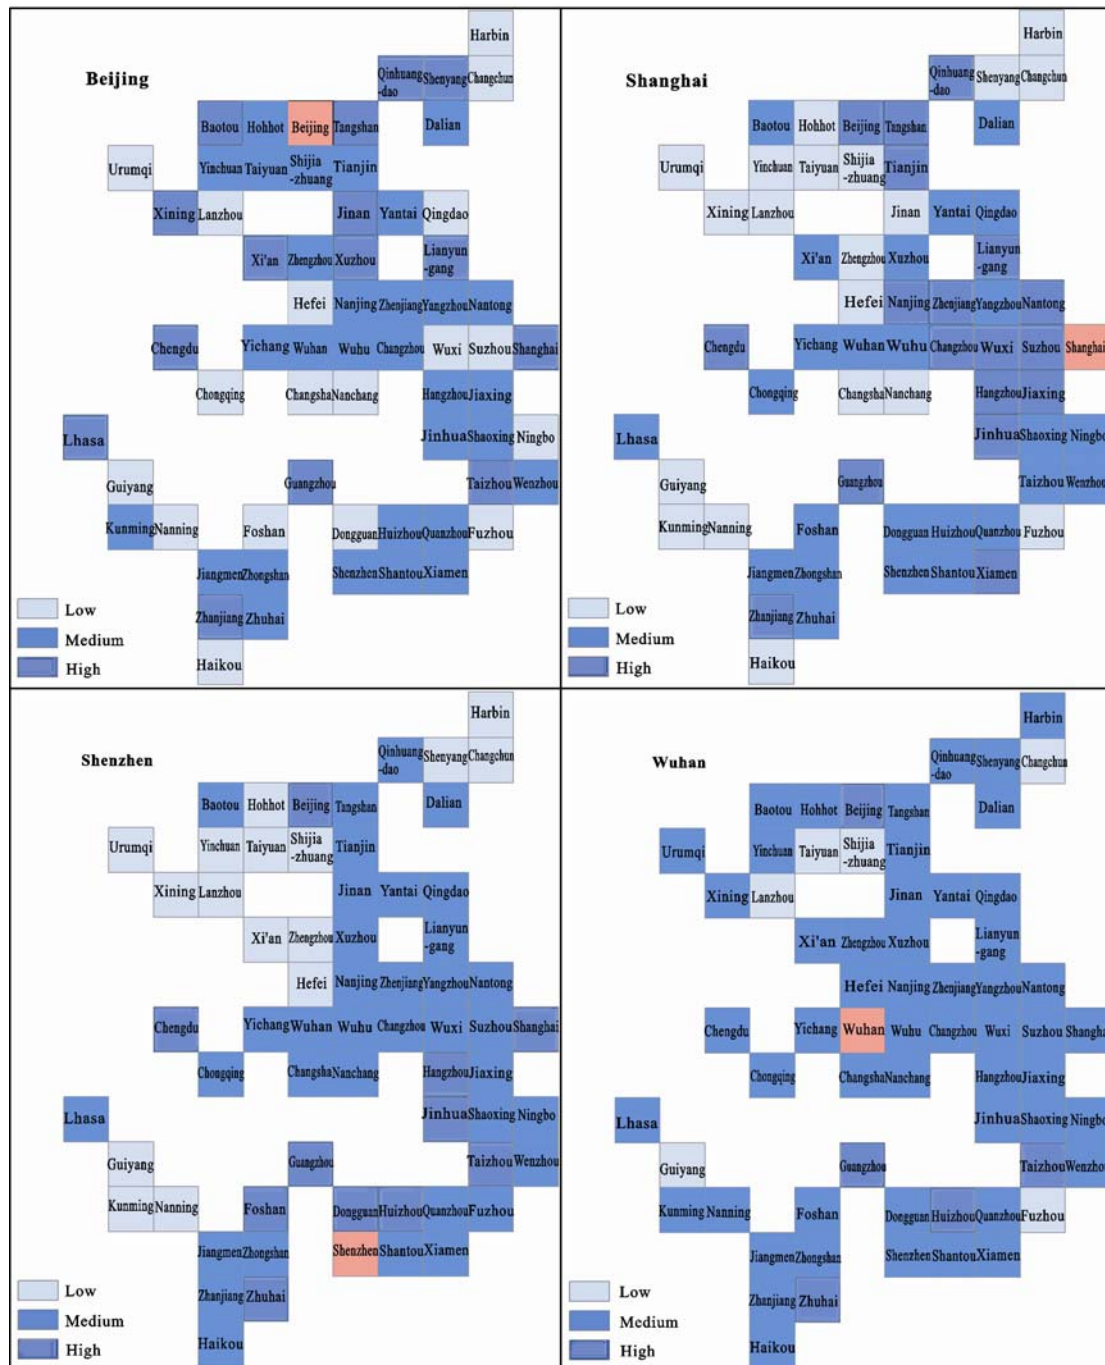 Harbin
Beijing
Qinhuang
-dao
Shenyang
Changchun
Baotou
Hohhot
Beijing
Tangshan
Dalian
Urumqi
Yinchuan
Taiyuan
Shijia
-zhuang
Tianjin
Xining
Lanzhou
Jinan
Yantai
Qingdao
Xi'an
Zhengzhou
Xuzhou
Lianyun
-gang
Hefei
Nanjing
Zhenjiang
Yangzhou
Nantong
Chengdu
Yichang
Wuhan
Wuhu
Changzhou
Wuxi
Suzhou
Shanghai
Chongqing
Changsha
Nanchang
Hangzhou
Jiaxing
Lhasa
Jinhua
Shaoxing
Ningbo
Guiyang
Guangzhou
Taizhou
Wenzhou
Kunming
Nanning
Foshan
Dongguan
Huizhou
Quanzhou
Fuzhou
Jiangmen
Zhongshan
Shenzhen
Shantou
Xiamen
Zhanjiang
Zhuhai
Haikou
Low
Medium
High
Harbin
Shanghai
Qinhuang
-dao
Shenyang
Changchun
Baotou
Hohhot
Beijing
Tangshan
Dalian
Urumqi
Yinchuan
Taiyuan
Shijia
-zhuang
Tianjin
Xining
Lanzhou
Jinan
Yantai
Qingdao
Xi'an
Zhengzhou
Xuzhou
Lianyun
-gang
Hefei
Nanjing
Zhenjiang
Yangzhou
Nantong
Chengdu
Yichang
Wuhan
Wuhu
Changzhou
Wuxi
Suzhou
Shanghai
Chongqing
Changsha
Nanchang
Hangzhou
Jiaxing
Lhasa
Jinhua
Shaoxing
Ningbo
Guiyang
Guangzhou
Taizhou
Wenzhou
Kunming
Nanning
Foshan
Dongguan
Huizhou
Quanzhou
Fuzhou
Jiangmen
Zhongshan
Shenzhen
Shantou
Xiamen
Zhanjiang
Zhuhai
Haikou
Low
Medium
High
Harbin
Shenzhen
Qinhuang
-dao
Shenyang
Changchun
Baotou
Hohhot
Beijing
Tangshan
Dalian
Urumqi
Yinchuan
Taiyuan
Shijia
-zhuang
Tianjin
Xining
Lanzhou
Jinan
Yantai
Qingdao
Xi'an
Zhengzhou
Xuzhou
Lianyun
-gang
Hefei
Nanjing
Zhenjiang
Yangzhou
Nantong
Chengdu
Yichang
Wuhan
Wuhu
Changzhou
Wuxi
Suzhou
Shanghai
Chongqing
Changsha
Nanchang
Hangzhou
Jiaxing
Lhasa
Jinhua
Shaoxing
Ningbo
Guiyang
Guangzhou
Taizhou
Wenzhou
Kunming
Nanning
Foshan
Dongguan
Huizhou
Quanzhou
Fuzhou
Jiangmen
Zhongshan
Shenzhen
Shantou
Xiamen
Zhanjiang
Zhuhai
Haikou
Low
Medium
High
Harbin
Wuhan
Qinhuang
-dao
Shenyang
Changchun
Baotou
Hohhot
Beijing
Tangshan
Dalian
Urumqi
Yinchuan
Taiyuan
Shijia
-zhuang
Tianjin
Xining
Lanzhou
Jinan
Yantai
Qingdao
Xi'an
Zhengzhou
Xuzhou
Lianyun
-gang
Hefei
Nanjing
Zhenjiang
Yangzhou
Nantong
Chengdu
Yichang
Wuhan
Wuhu
Changzhou
Wuxi
Suzhou
Shangha
Chongqing
Changsha
Nanchang
Hangzhou
Jiaxing
Lhasa
Jinhua
Shaoxing
Ningbo
Guiyang
Guangzhou
Taizhou
Wenzhou
Kunming
Nanning
Foshan
Dongguan
Huizhou
Quanzhou
Fuzhou
Jiangmen
Zhongshan
Shenzhen
Shantou
Xiamen
Zhanjiang
Zhuhai
Haikou
Low
Medium
High